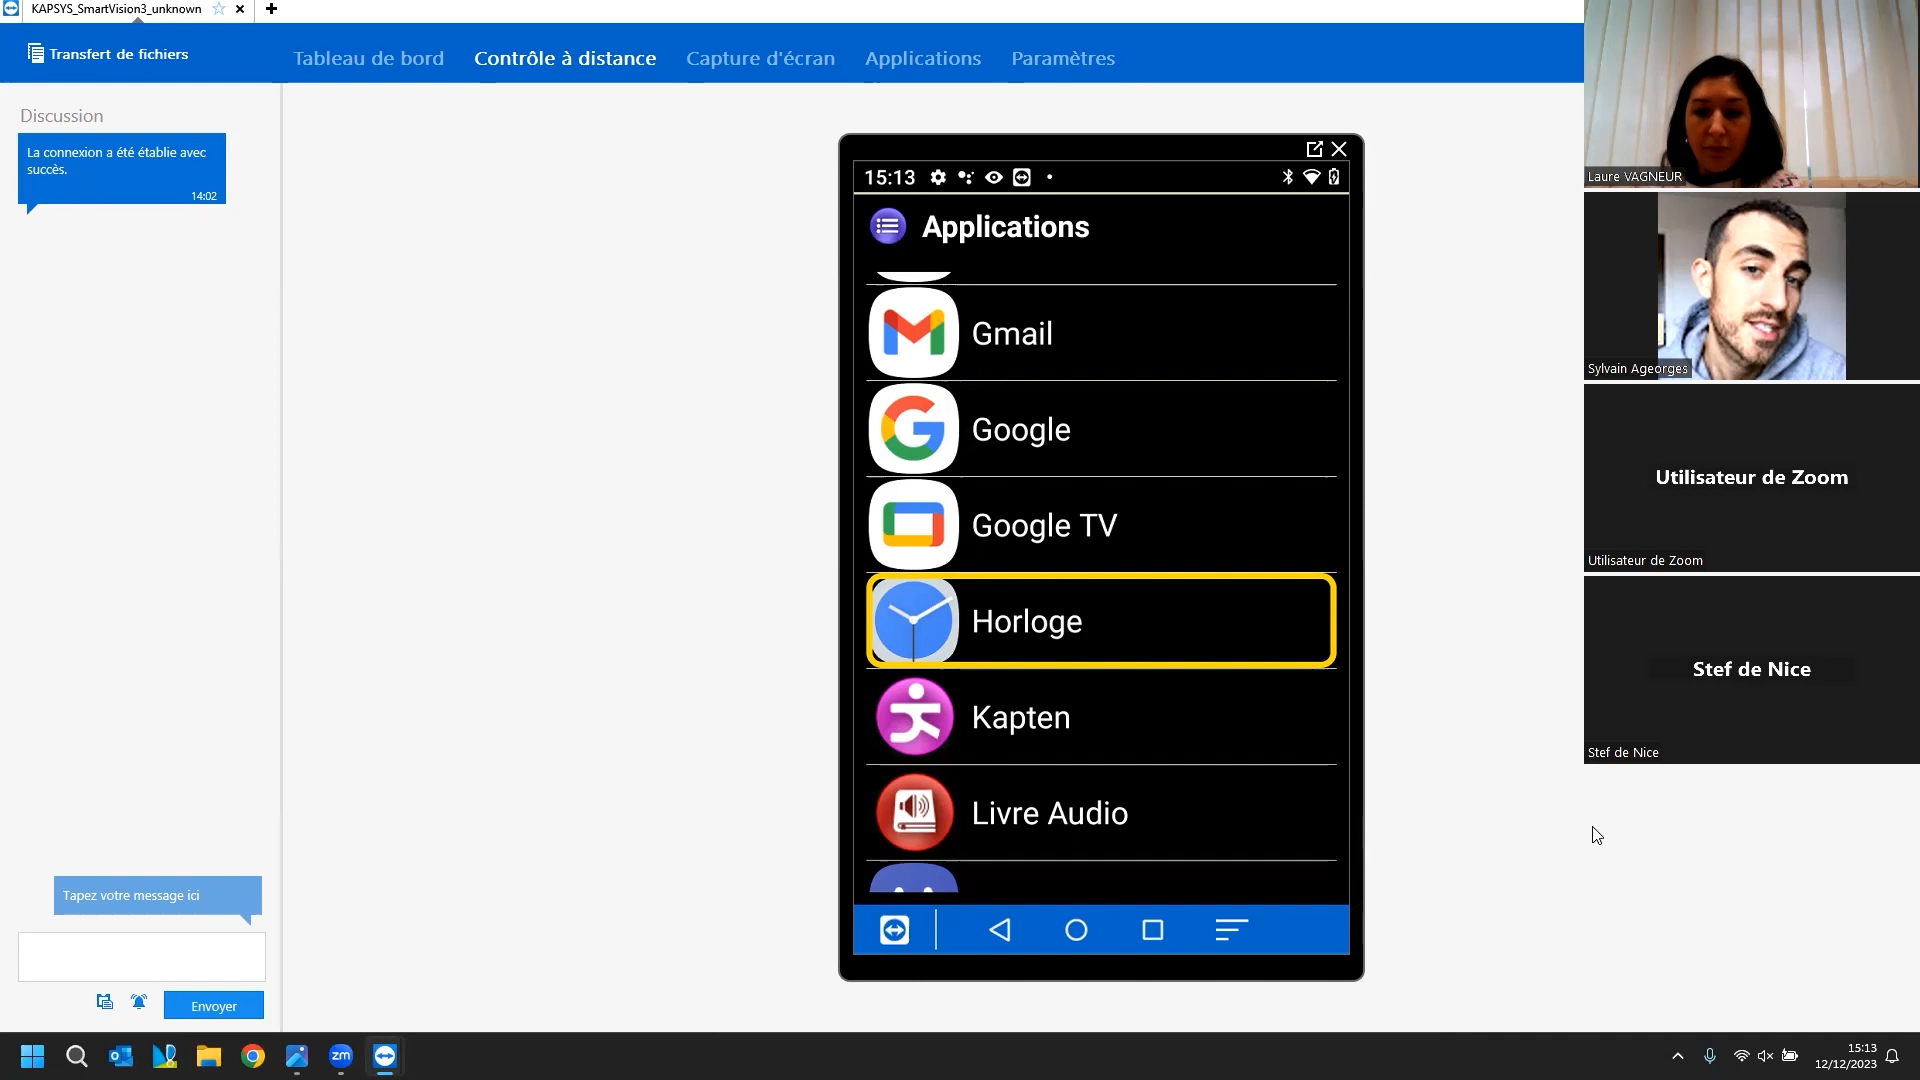 KAPSYS_SmartVision3_unknown
Transfert de fichiers
Tableau de bord
Contrôle à distance
Capture d'écran
Applications
Paramètres
Discussion
La connexion a été établie avec
succès.
14:02
15:13
Applications
Gmail
Google
Google TV
Horloge
Kapten
Livre Audio
Laure VAGNEUR
Sylvain Ageorges
Utilisateur de Zoom
Utilisateur de Zoom
Stef de Nice
Stef de Nice
Tapez votre message ici
Envoyer
zm
15:13
12/12/2023